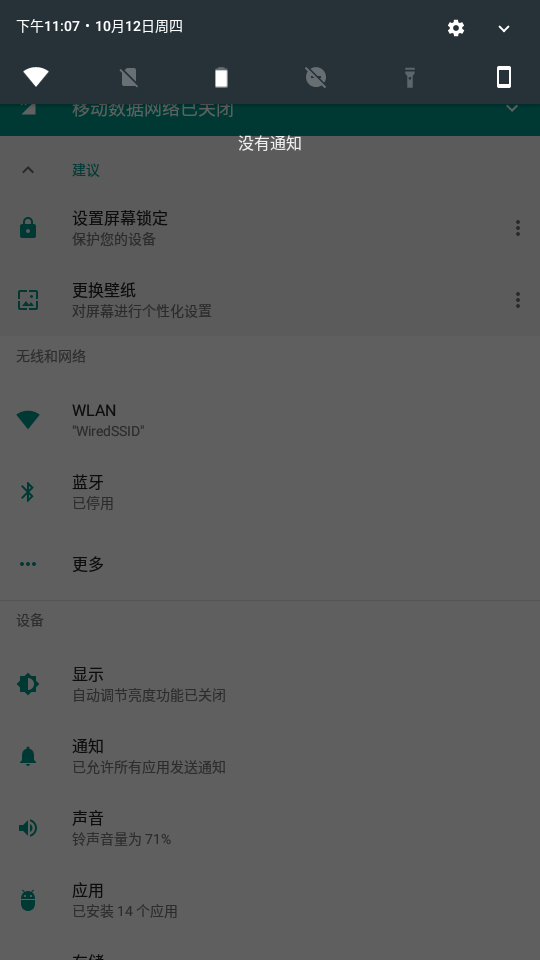 下午11:07 • 10月12日周四
移动数据网络已关闭
没有通知
建议
设置屏幕锁定
保护您的设备
更换壁纸
对屏幕进行个性化设置
无线和网络
WLAN
"WiredSSID"
蓝牙
已停用
更多
设备
显示
自动调节亮度功能已关闭
通知
已允许所有应用发送通知
声音
铃声音量为 71%
应用
已安装 14 个应用